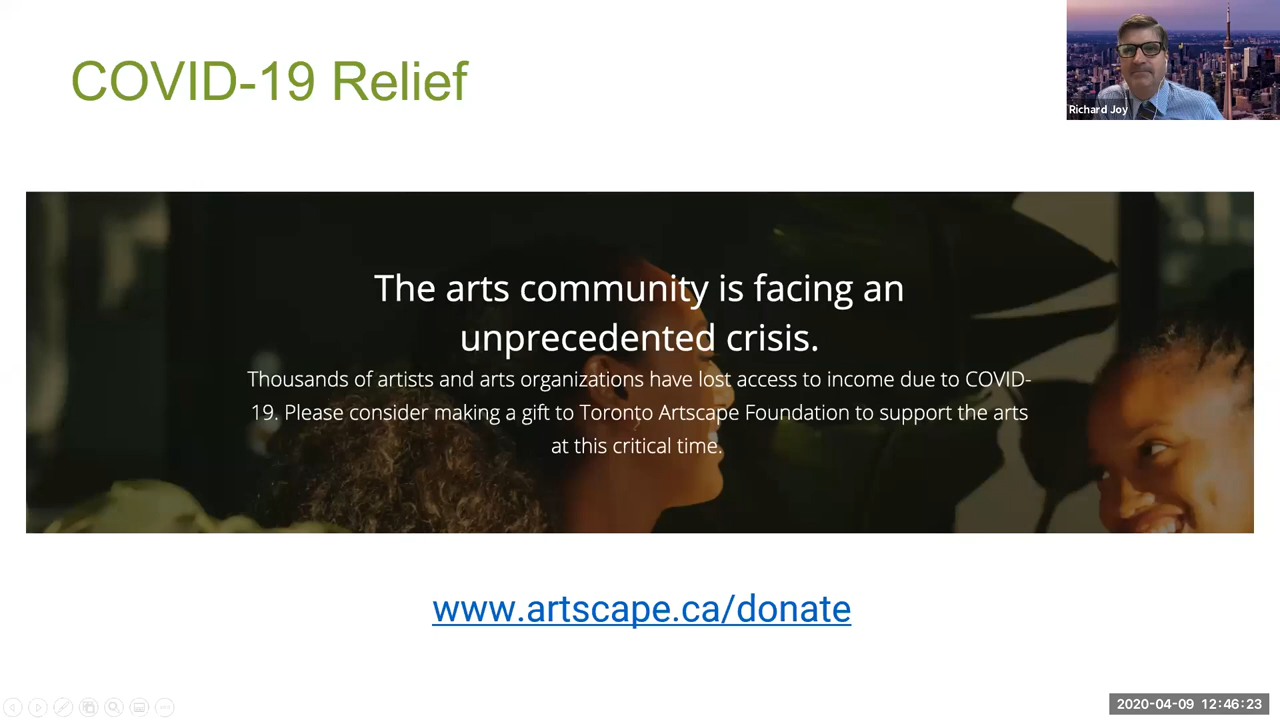 COVID-19 Relief
Richard Joy
The arts community is facing an
unprecedented crisis.
Thousands of artists and arts organizations have lost access to income due to COVID-
19. Please consider making a gift to Toronto Artscape Foundation to support the arts
at this critical time.
www.artscape.ca/donate
2020-04-09 12:46:23